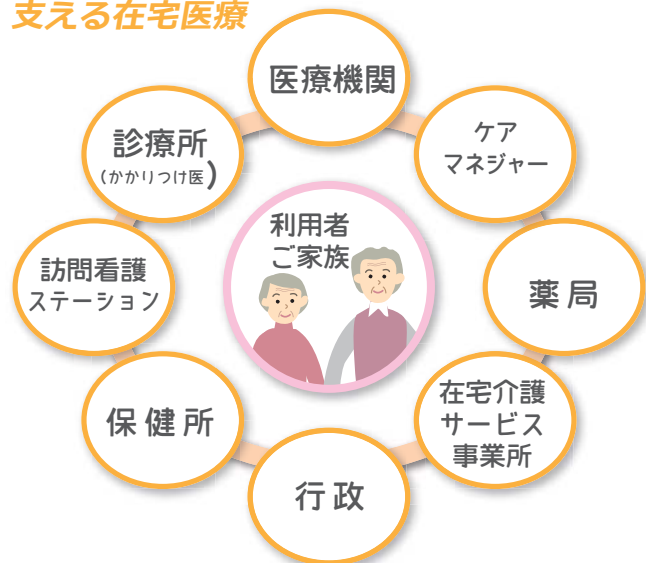 支える在宅医療
医療機関
ケア
マネジャー
薬局
在宅介護
サービス
事業所
行政
保健所
訪問看護
ステーション
診療所
(かかりつけ医)
利用者
ご家族